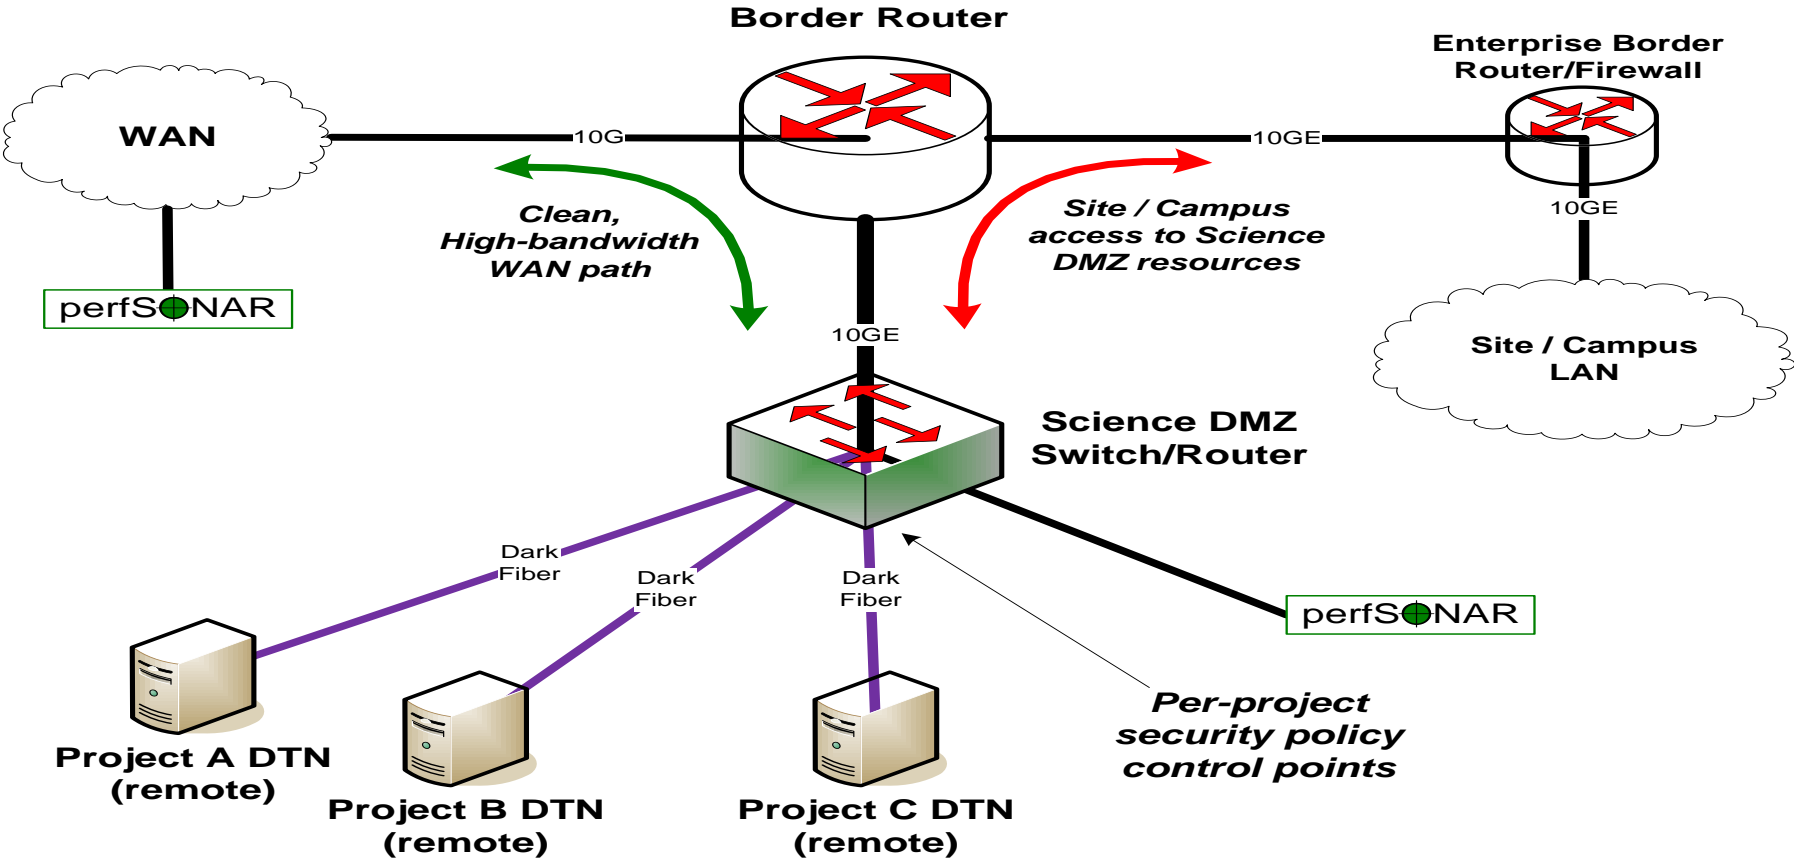 Border Router
Enterprise Border
Router/Firewall
WAN
10G
10GE
Clean,
High-bandwidth
WAN path
Site / Campus
access to Science
DMZ resources
10GE
perfSONAR
10GE
Site / Campus
LAN
Science DMZ
Switch/Router
Dark
Fiber
Dark
Fiber
Dark
Fiber
perfSONAR
Per-project
security policy
control points
Project A DTN
(remote)
Project B DTN
(remote)
Project C DTN
(remote)